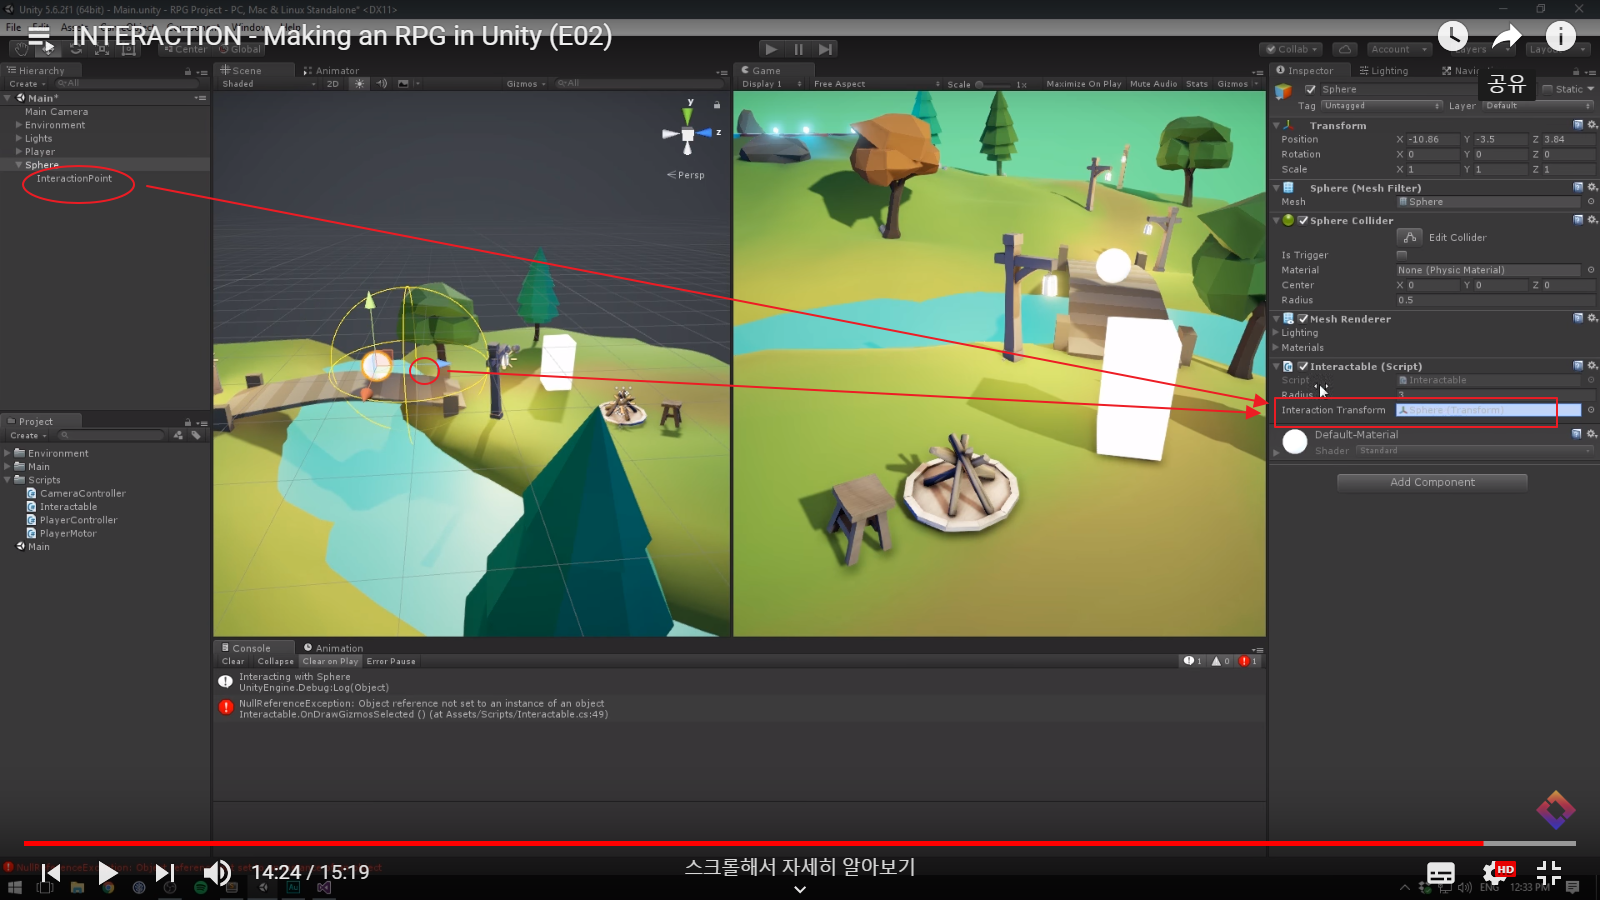 Unity 5.6.2f1 (64bit) - Main.unity - RPG Project - PC, Mac & Linux Standalone* <DX11>
File
INTERACTION - Making an RPG in Unity (E02)
Center
Global
Collab
Account
Layers
공유
Hierarchy
Create
All
Main*
Main Camera
Environment
Lights
Player
Sphere
InteractionPoint
Scene
Animator
Shaded
2D
Gizmos
All
y
z
Persp
Game
Display 1
Free Aspect
Scale
1x
Maximize On Play
Mute Audio
Stats
Gizmos
Inspector
Lighting
Sphere
Static
Tag
Untagged
Layer
Default
Transform
Position
X -10.86
Y -3.5
Z 3.84
Rotation
X 0
Y 0
Z 0
Scale
X 1
Y 1
Z 1
Sphere (Mesh Filter)
Mesh
Sphere
Sphere Collider
Edit Collider
Is Trigger
Material
None (Physic Material)
Center
X 0
Y 0
Z 0
Radius
0.5
Mesh Renderer
Lighting
Materials
Interactable (Script)
Script
Interactable
Radius
3
Interaction Transform
Sphere (Transform)
Default-Material
Shader
Standard
Add Component
Project
Create
Environment
Main
Scripts
CameraController
Interactable
PlayerController
PlayerMotor
Main
Console
Animation
Clear
Collapse
Clear on Play
Error Pause
1
0
1
Interacting with Sphere
UnityEngine.Debug:Log(Object)
NullReferenceException: Object reference not set to an instance of an object
Interactable.OnDrawGizmosSelected () (at Assets/Scripts/Interactable.cs:49)
14:24 / 15:19
스크롤해서 자세히 알아보기
HD
ENG
12:33 PM